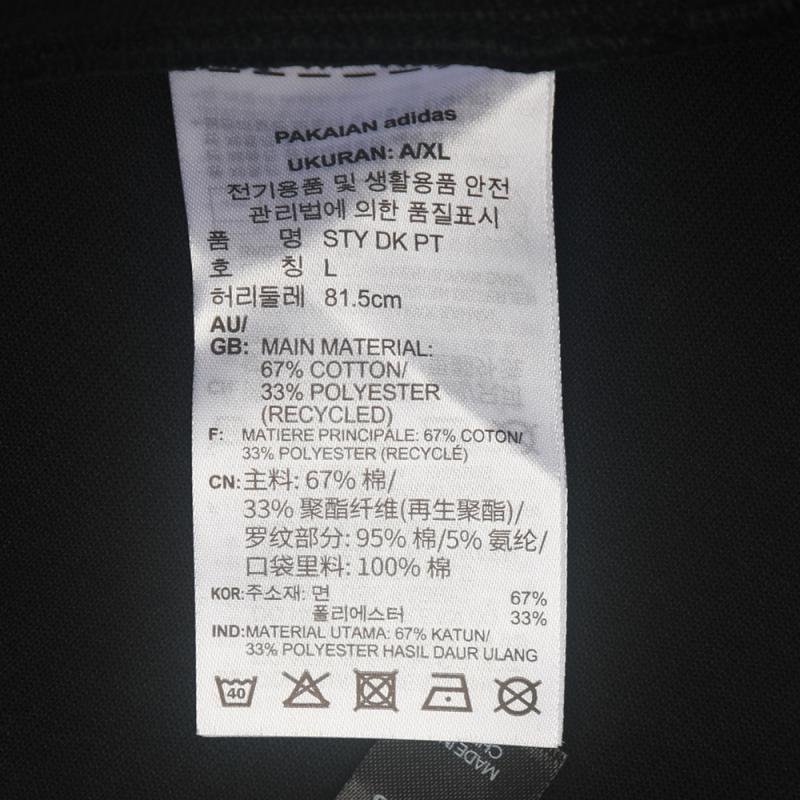 PAKAIAN adidas
UKURAN: A/XL
전기용품 및 생활용품 안전
관리법에 의한 품질표시
품 명 STY DK PT
호 칭 L
허리둘레 81.5cm
AU/
GB: MAIN MATERIAL:
67% COTTON/
33% POLYESTER
(RECYCLED)
F: MATIERE PRINCIPALE: 67% COTON/
33% POLYESTER (RECYCLÉ)
CN: 主料: 67% 棉/
33% 聚酯纤维(再生聚酯)/
罗纹部分: 95% 棉/5% 氨纶/
口袋里料: 100% 棉
KOR: 주소재: 면 67%
폴리에스터 33%
IND: MATERIAL UTAMA: 67% KATUN/
33% POLYESTER HASIL DAUR ULANG
40
MADE IN